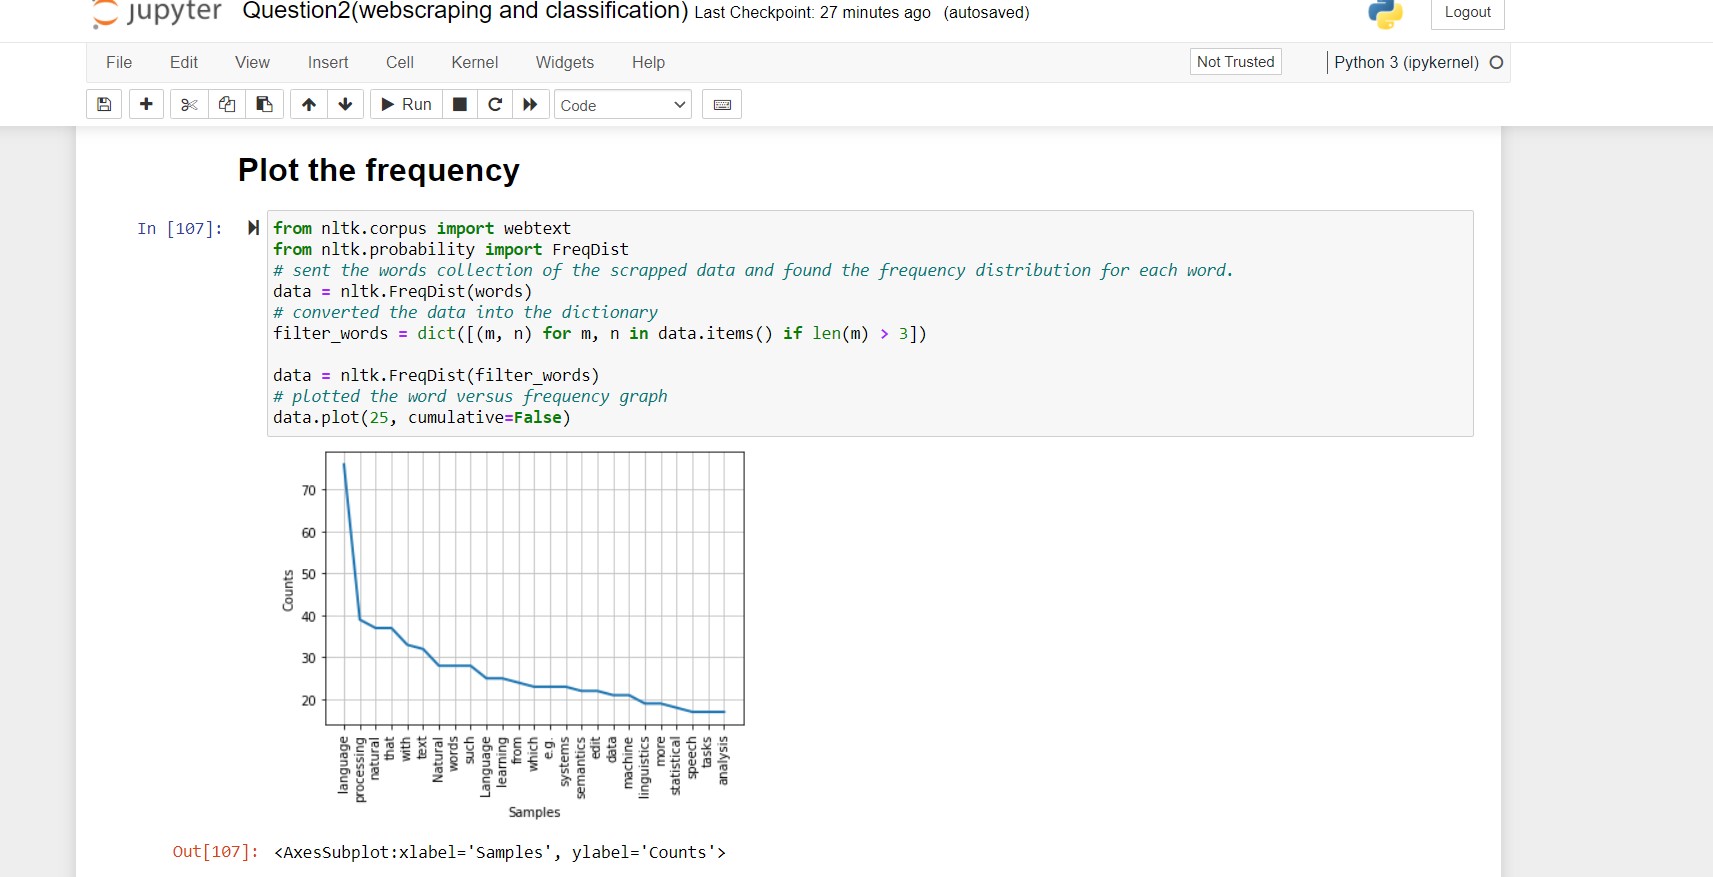 jupyter Question2(webscraping and classification) Last Checkpoint: 27 minutes ago (autosaved) Logout
File Edit View Insert Cell Kernel Widgets Help Not Trusted Python 3 (ipykernel)
Run Code
Plot the frequency
In [107]:
from nltk.corpus import webtext
from nltk.probability import FreqDist
# sent the words collection of the scrapped data and found the frequency distribution for each word.
data = nltk.FreqDist(words)
# converted the data into the dictionary
filter_words = dict([(m, n) for m, n in data.items() if len(m) > 3])
data = nltk.FreqDist(filter_words)
# plotted the word versus frequency graph
data.plot(25, cumulative=False)
70
60
50
40
30
20
Counts
language
processing
natural
that
with
text
Natural
words
such
Language
learning
from
which
e.g.
systems
semantics
edit
data
machine
linguistics
more
statistical
speech
tasks
analysis
Samples
Out[107]: <AxesSubplot:xlabel='Samples', ylabel='Counts'>